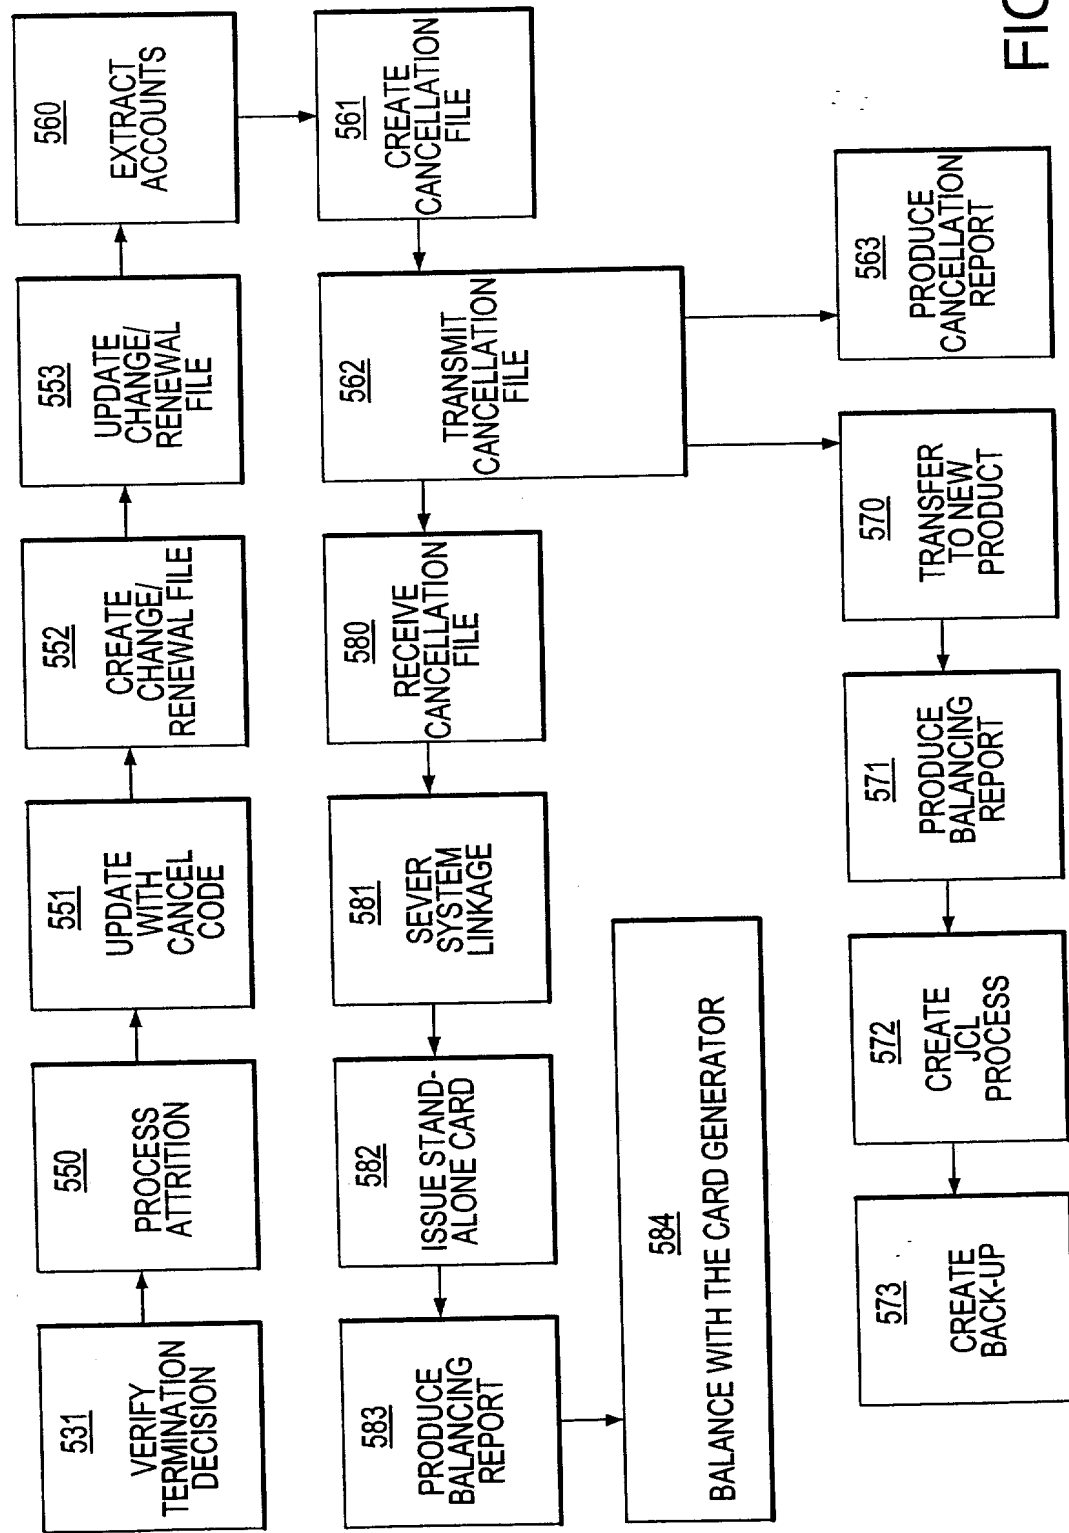 531
VERIFY
TERMINATION
DECISION
550
PROCESS
ATTRITION
551
UPDATE
WITH
CANCEL
CODE
552
CREATE
CHANGE/
RENEWAL FILE
553
UPDATE
CHANGE/
RENEWAL
FILE
560
EXTRACT
ACCOUNTS
561
CREATE
CANCELLATION
FILE
562
TRANSMIT
CANCELLATION
FILE
580
RECEIVE
CANCELLATION
FILE
581
SEVER
SYSTEM
LINKAGE
582
ISSUE STAND-
ALONE CARD
583
PRODUCE
BALANCING
REPORT
584
BALANCE WITH THE CARD GENERATOR
563
PRODUCE
CANCELLATION
REPORT
570
TRANSFER
TO NEW
PRODUCT
571
PRODUCE
BALANCING
REPORT
572
CREATE
JCL
PROCESS
573
CREATE
BACK-UP